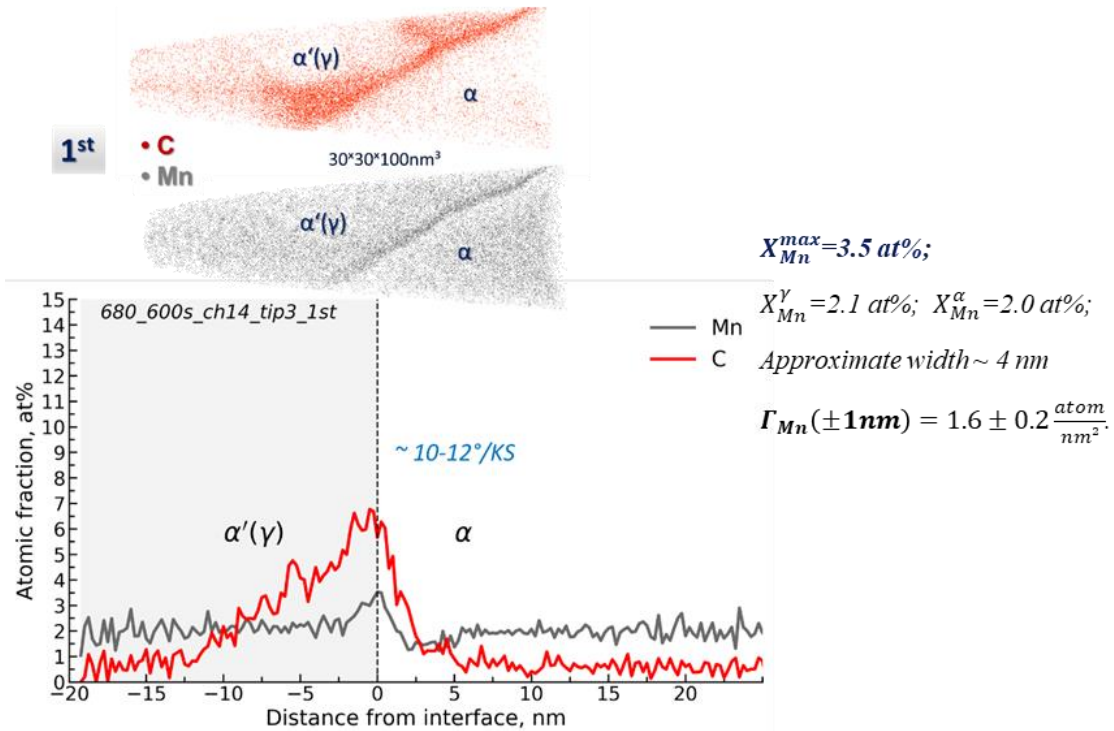 α'(γ)
α
1st
• C
• Mn
30x30x100nm³
α'(γ)
α
X_Mn^max=3.5 at%;
X_Mn^γ=2.1 at%; X_Mn^α=2.0 at%;
Approximate width ~ 4 nm
Γ_Mn(±1nm) = 1.6 ± 0.2 atom/nm².
680_600s_ch14_tip3_1st
Mn
C
~ 10-12°/KS
α'(γ)
α
Atomic fraction, at%
15
14
13
12
11
10
9
8
7
6
5
4
3
2
1
0
−20 −15 −10 −5 0 5 10 15 20
Distance from interface, nm